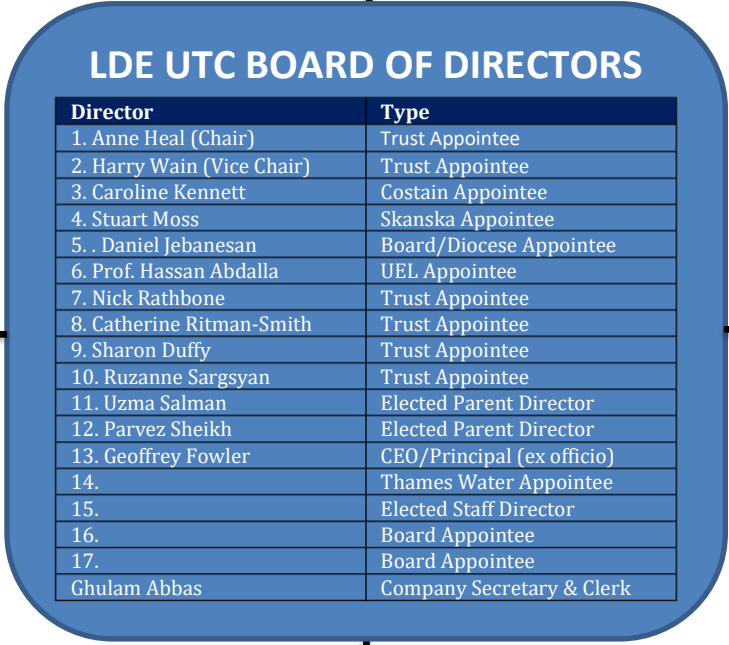 LDE UTC BOARD OF DIRECTORS
Director Type
1. Anne Heal (Chair) Trust Appointee
2. Harry Wain (Vice Chair) Trust Appointee
3. Caroline Kennett Costain Appointee
4. Stuart Moss Skanska Appointee
5. . Daniel Jebanesan Board/Diocese Appointee
6. Prof. Hassan Abdalla UEL Appointee
7. Nick Rathbone Trust Appointee
8. Catherine Ritman-Smith Trust Appointee
9. Sharon Duffy Trust Appointee
10. Ruzanne Sargsyan Trust Appointee
11. Uzma Salman Elected Parent Director
12. Parvez Sheikh Elected Parent Director
13. Geoffrey Fowler CEO/Principal (ex officio)
14. Thames Water Appointee
15. Elected Staff Director
16. Board Appointee
17. Board Appointee
Ghulam Abbas Company Secretary & Clerk